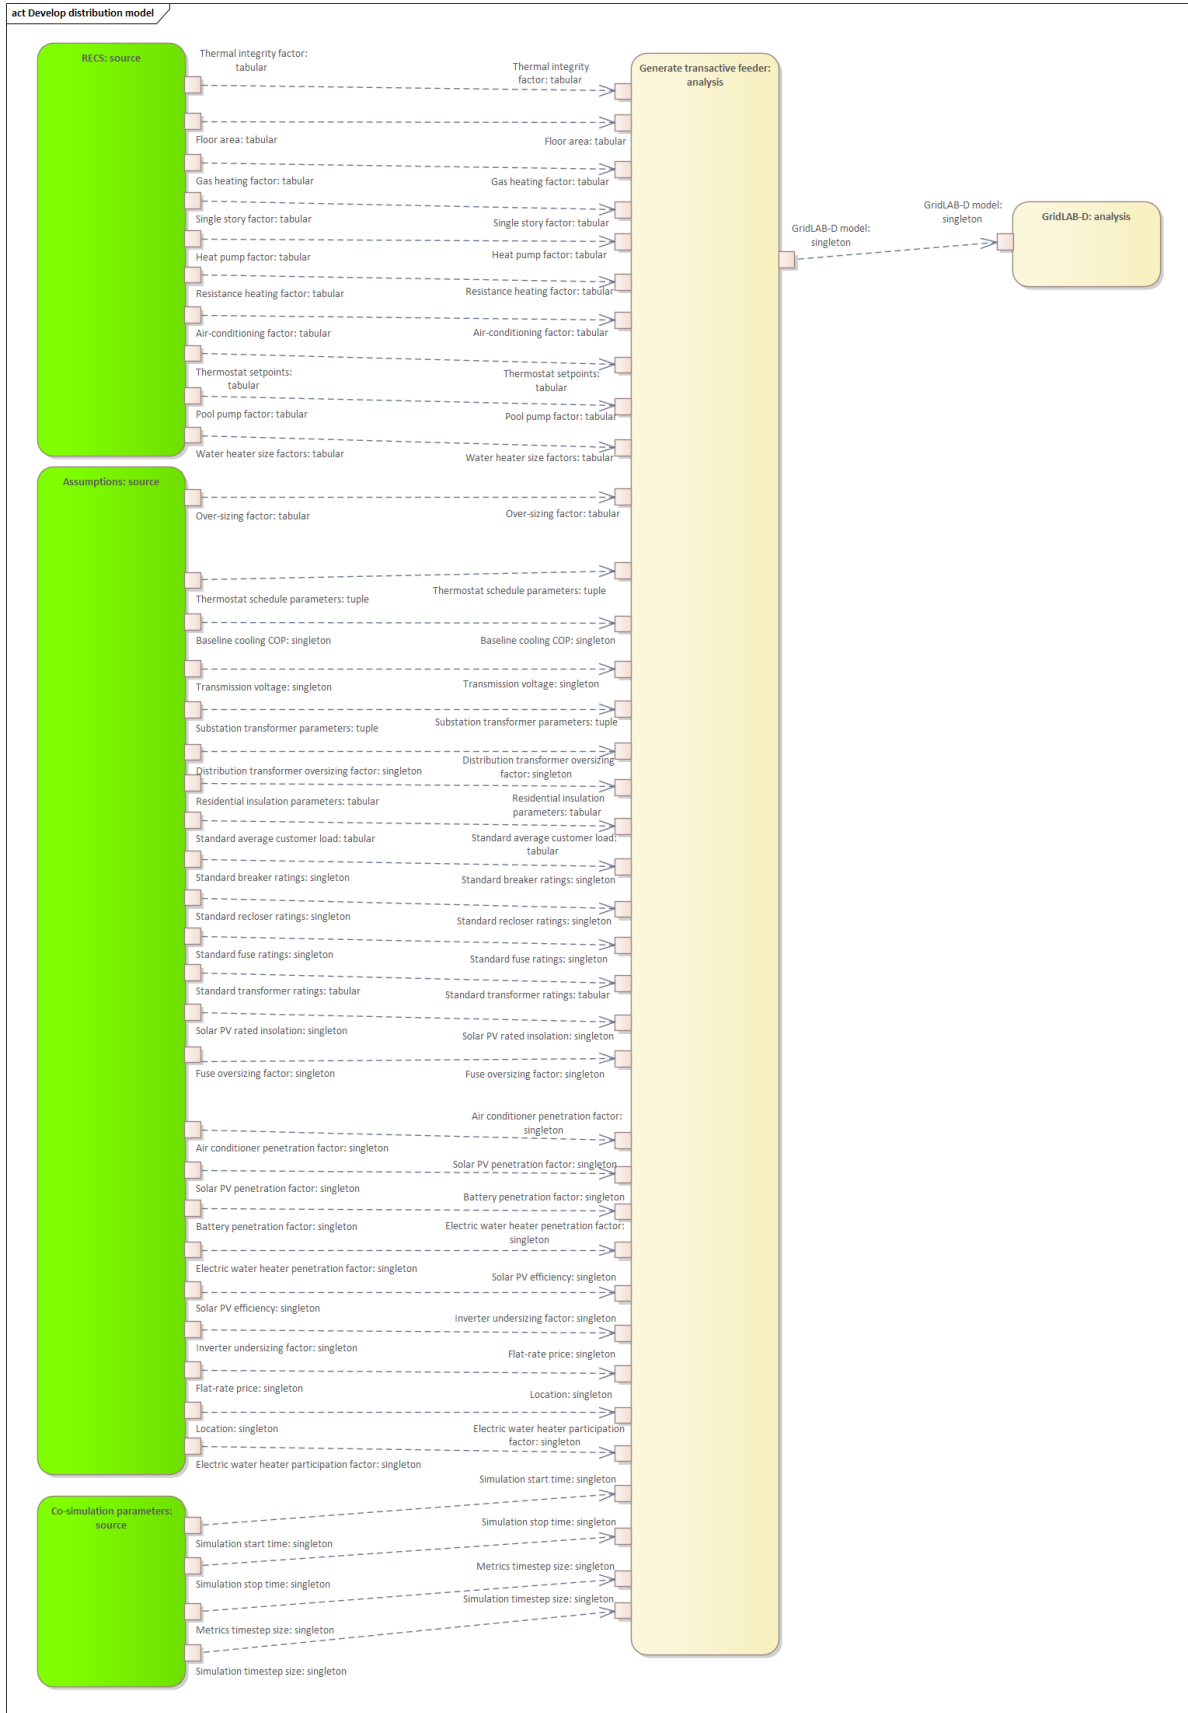 act Develop distribution model
RECS: source
Thermal integrity factor:
tabular
Floor area: tabular
Gas heating factor: tabular
Single story factor: tabular
Heat pump factor: tabular
Resistance heating factor: tabular
Air-conditioning factor: tabular
Thermostat setpoints:
tabular
Pool pump factor: tabular
Water heater size factors: tabular
Assumptions: source
Over-sizing factor: tabular
Thermostat schedule parameters: tuple
Baseline cooling COP: singleton
Transmission voltage: singleton
Substation transformer parameters: tuple
Distribution transformer oversizing factor: singleton
Residential insulation parameters: tabular
Standard average customer load: tabular
Standard breaker ratings: singleton
Standard recloser ratings: singleton
Standard fuse ratings: singleton
Standard transformer ratings: tabular
Solar PV rated insolation: singleton
Fuse oversizing factor: singleton
Air conditioner penetration factor: singleton
Solar PV penetration factor: singleton
Battery penetration factor: singleton
Electric water heater penetration factor: singleton
Solar PV efficiency: singleton
Inverter undersizing factor: singleton
Flat-rate price: singleton
Location: singleton
Electric water heater participation factor: singleton
Co-simulation parameters:
source
Simulation start time: singleton
Simulation stop time: singleton
Metrics timestep size: singleton
Simulation timestep size: singleton
Thermal integrity
factor: tabular
Floor area: tabular
Gas heating factor: tabular
Single story factor: tabular
Heat pump factor: tabular
Resistance heating factor: tabular
Air-conditioning factor: tabular
Thermostat setpoints:
tabular
Pool pump factor: tabular
Water heater size factors: tabular
Over-sizing factor: tabular
Thermostat schedule parameters: tuple
Baseline cooling COP: singleton
Transmission voltage: singleton
Substation transformer parameters: tuple
Distribution transformer oversizing
factor: singleton
Residential insulation
parameters: tabular
Standard average customer load:
tabular
Standard breaker ratings: singleton
Standard recloser ratings: singleton
Standard fuse ratings: singleton
Standard transformer ratings: tabular
Solar PV rated insolation: singleton
Fuse oversizing factor: singleton
Air conditioner penetration factor:
singleton
Solar PV penetration factor: singleton
Battery penetration factor: singleton
Electric water heater penetration factor:
singleton
Solar PV efficiency: singleton
Inverter undersizing factor: singleton
Flat-rate price: singleton
Location: singleton
Electric water heater participation
factor: singleton
Simulation start time: singleton
Simulation stop time: singleton
Metrics timestep size: singleton
Simulation timestep size: singleton
Generate transactive feeder:
analysis
GridLAB-D model:
singleton
GridLAB-D model:
singleton
GridLAB-D: analysis